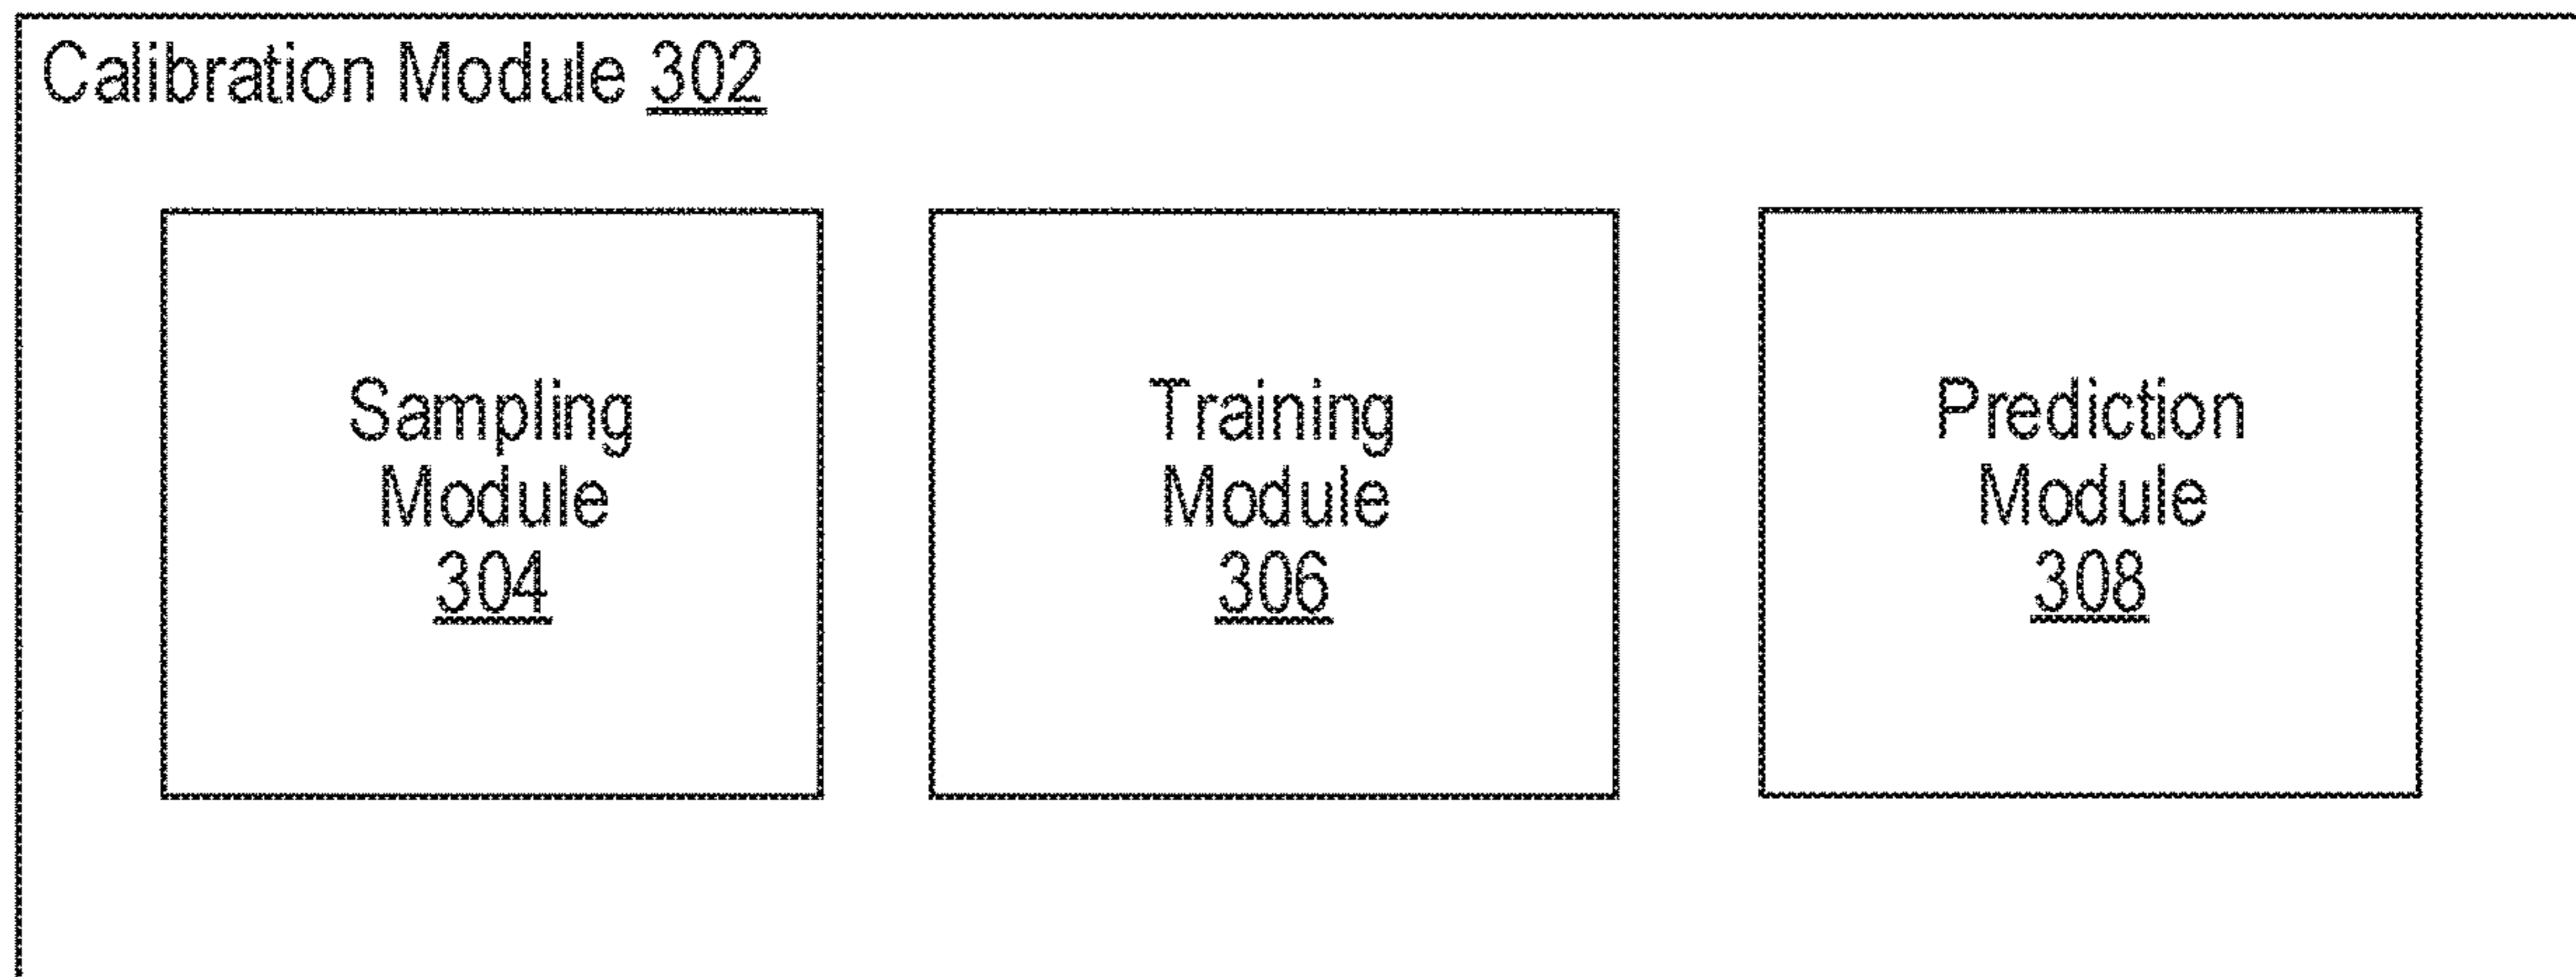 Calibration Module 302
Sampling
Module
304
Training
Module
306
Prediction
Module
308